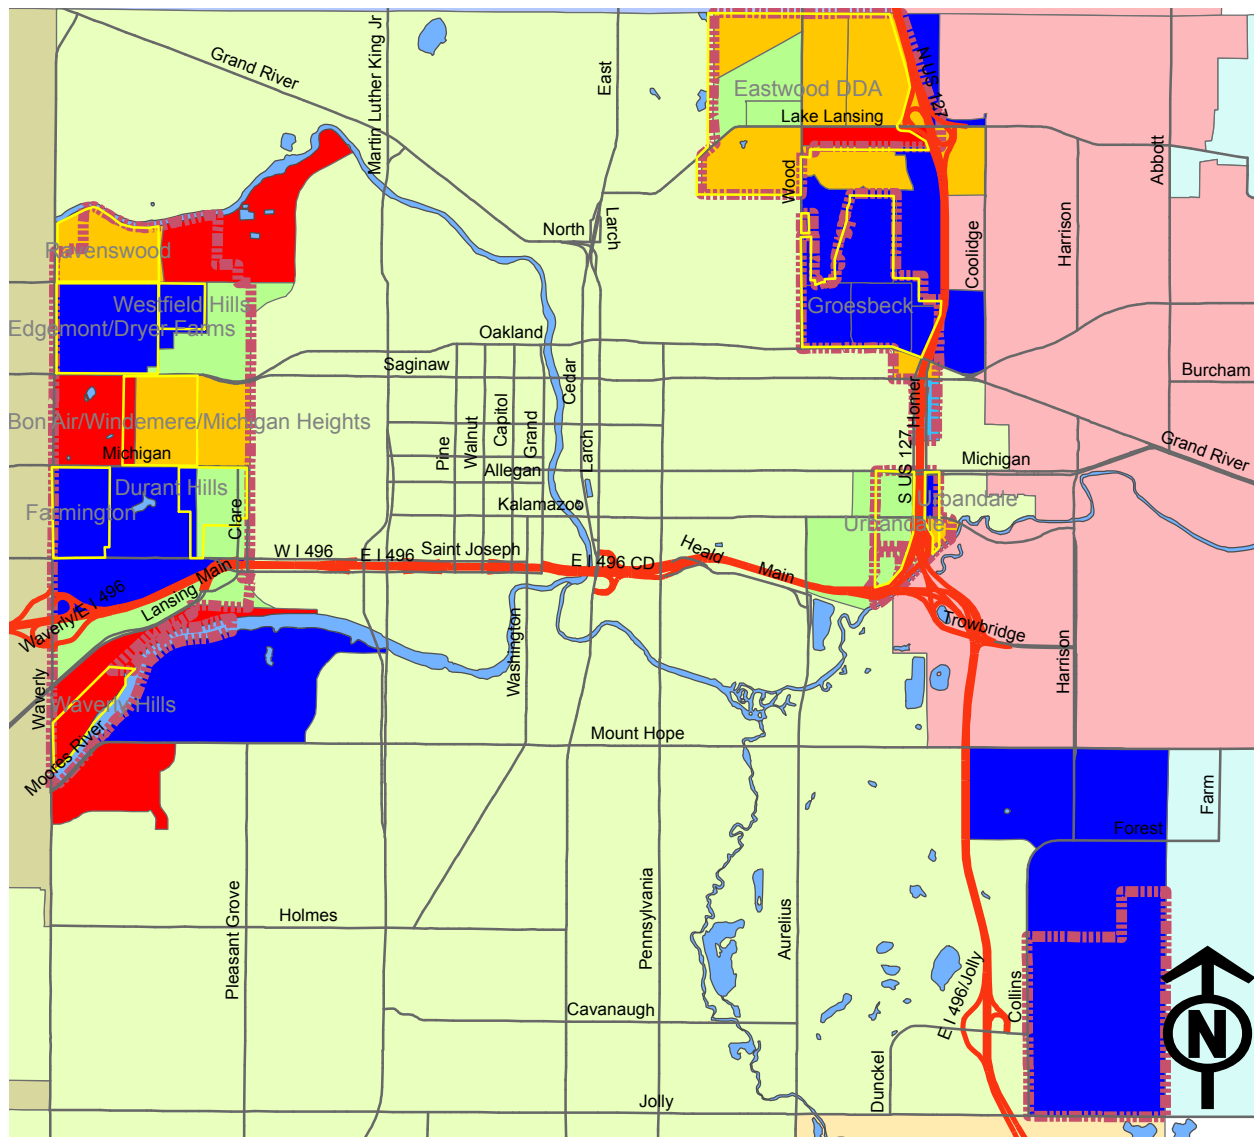 Grand River
Martin Luther King Jr
East
N US 127
Eastwood DDA
Lake Lansing
Abbott
Wood
Larch
North
Harrison
Coolidge
Ravenswood
Westfield Hills
Groesbeck
Edgemont/Dryer Farms
Oakland
Saginaw
Cedar
Burcham
Homer
Capitol
Walnut
Grand
Pine
Larch
Bon Air/Windemere/Michigan Heights
Michigan
Allegan
Michigan
Grand River
S US 127
Durant Hills
Farmington
Clare
Kalamazoo
Urbandale
Urbandale
W I 496
E I 496
Saint Joseph
E I 496 CD
Heald
Main
Main
Lansing
Waverly/E I 496
Trowbridge
Washington
Harrison
Waverly
Waverly Hills
Moores River
Mount Hope
Farm
Forest
Pleasant Grove
Holmes
Pennsylvania
Aurelius
E I 496/Jolly
Collins
Cavanaugh
N
Dunckel
Jolly